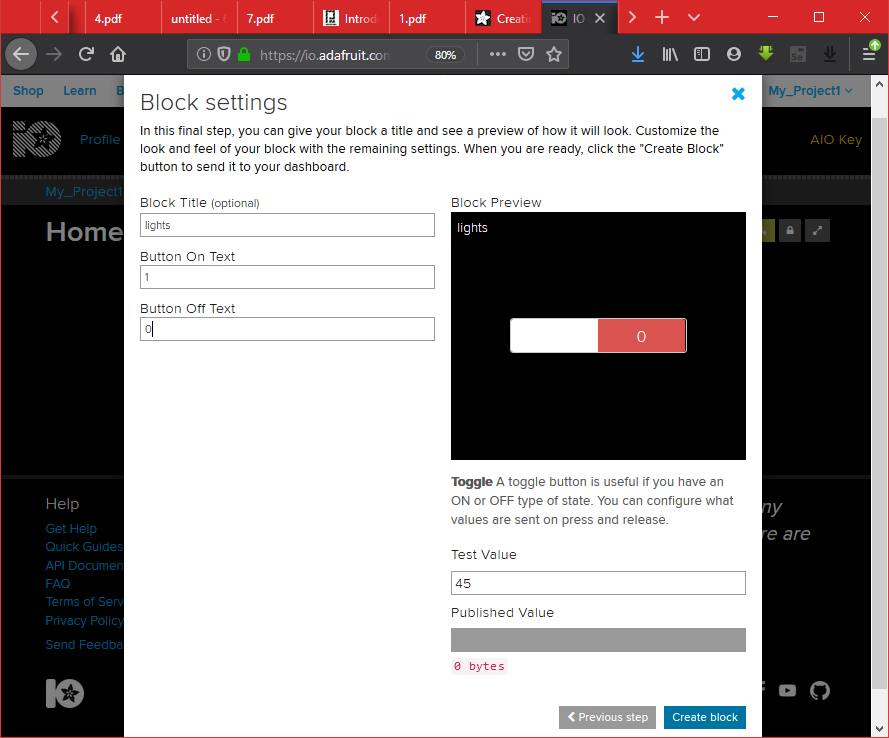 4.pdf
untitled - 6
7.pdf
Introd
1.pdf
Creatin
IO
https://io.adafruit.con
80%
Shop
Learn
B
My_Project1
Profile
AIO Key
My_Project1
Home
Block settings
In this final step, you can give your block a title and see a preview of how it will look. Customize the
look and feel of your block with the remaining settings. When you are ready, click the "Create Block"
button to send it to your dashboard.
Block Title (optional)
lights
Button On Text
1
Button Off Text
0
Block Preview
lights
0
Toggle A toggle button is useful if you have an
ON or OFF type of state. You can configure what
values are sent on press and release.
Test Value
45
Published Value
0 bytes
Previous step
Create block
Help
Get Help
Quick Guides
API Documen
FAQ
Terms of Serv
Privacy Policy
Send Feedba
ny
re are